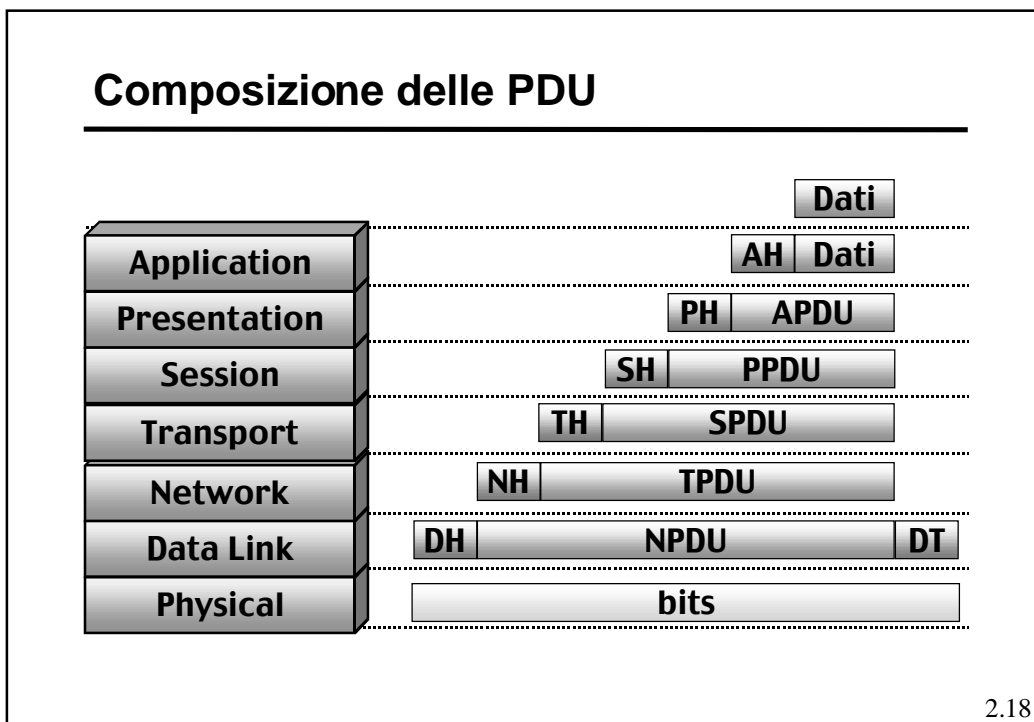 Composizione delle PDU
Dati
Application AH Dati
Presentation PH APDU
Session SH PPDU
Transport TH SPDU
Network NH TPDU
Data Link DH NPDU DT
Physical bits
2.18